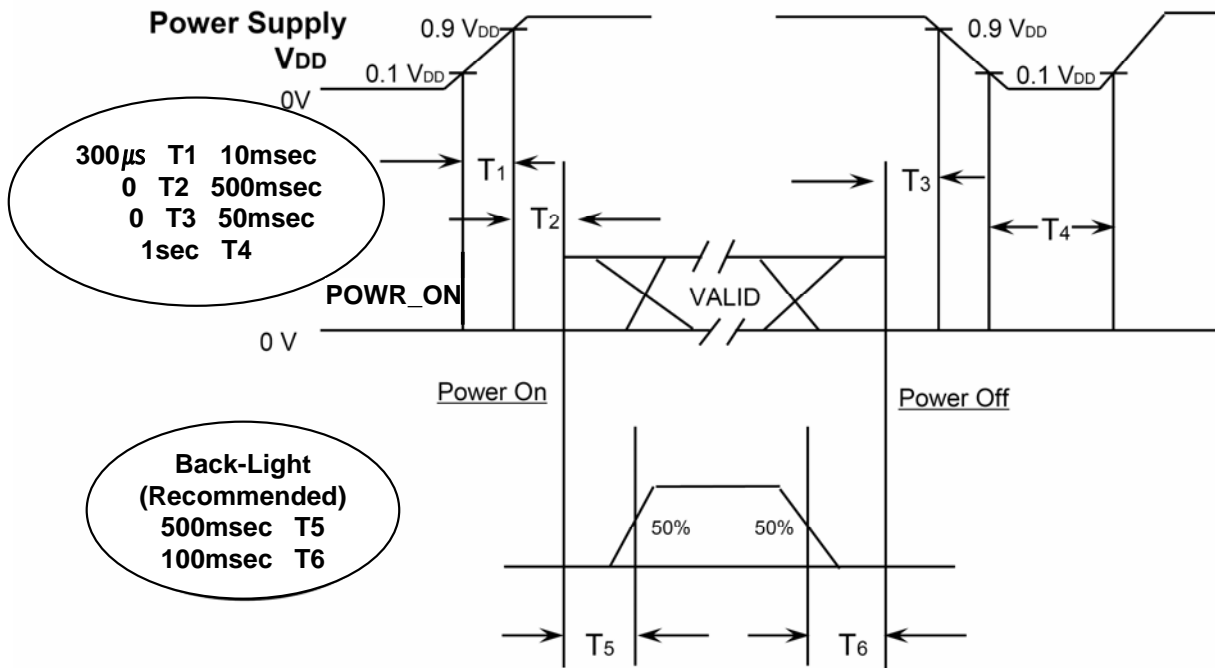 Power Supply
VDD
0.9 VDD
0.1 VDD
0V
0.9 VDD
0.1 VDD
300μs T1 10msec
0 T2 500msec
0 T3 50msec
1sec T4
T1
T2
T3
T4
POWR_ON
VALID
0 V
Power On
Power Off
Back-Light
(Recommended)
500msec T5
100msec T6
50%
50%
T5
T6